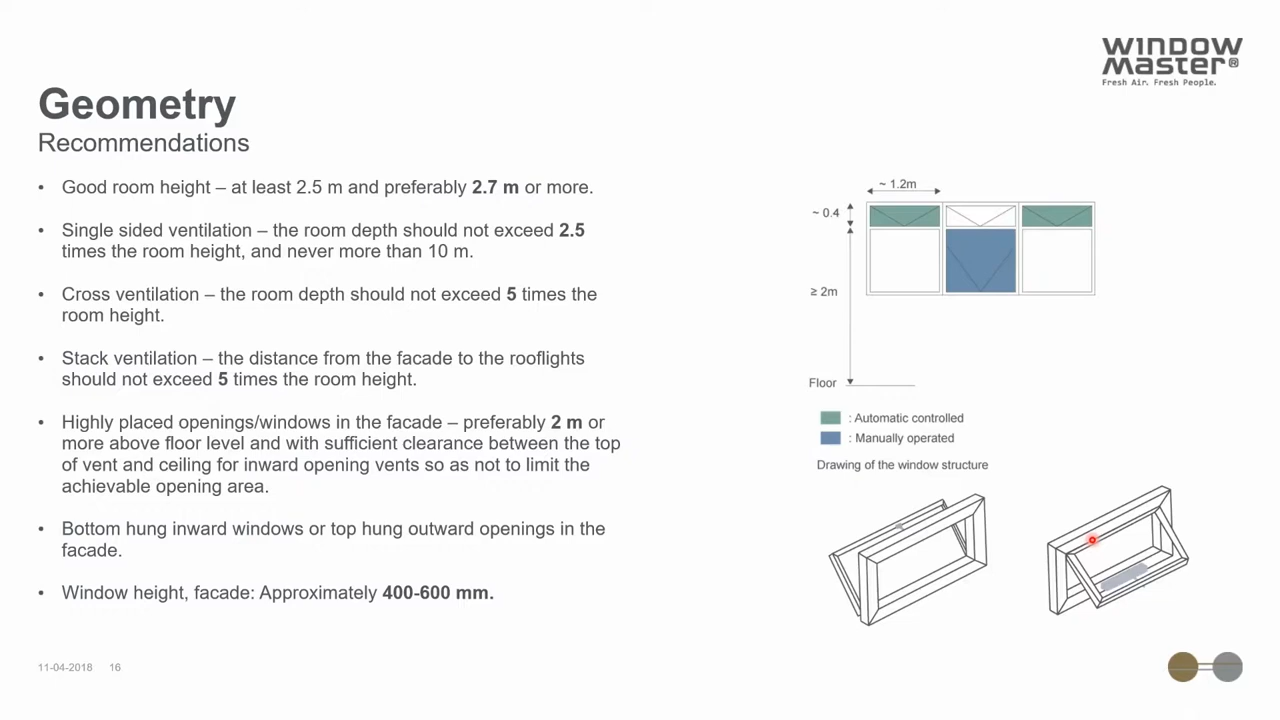 WINDOW
Master®
Fresh Air. Fresh People.
Geometry
Recommendations
• Good room height – at least 2.5 m and preferably 2.7 m or more.
• Single sided ventilation – the room depth should not exceed 2.5
times the room height, and never more than 10 m.
• Cross ventilation – the room depth should not exceed 5 times the
room height.
• Stack ventilation – the distance from the facade to the rooflights
should not exceed 5 times the room height.
• Highly placed openings/windows in the facade – preferably 2 m or
more above floor level and with sufficient clearance between the top
of vent and ceiling for inward opening vents so as not to limit the
achievable opening area.
• Bottom hung inward windows or top hung outward openings in the
facade.
• Window height, facade: Approximately 400-600 mm.
~ 1.2m
~ 0.4
≥ 2m
Floor
: Automatic controlled
: Manually operated
Drawing of the window structure
11-04-2018 16